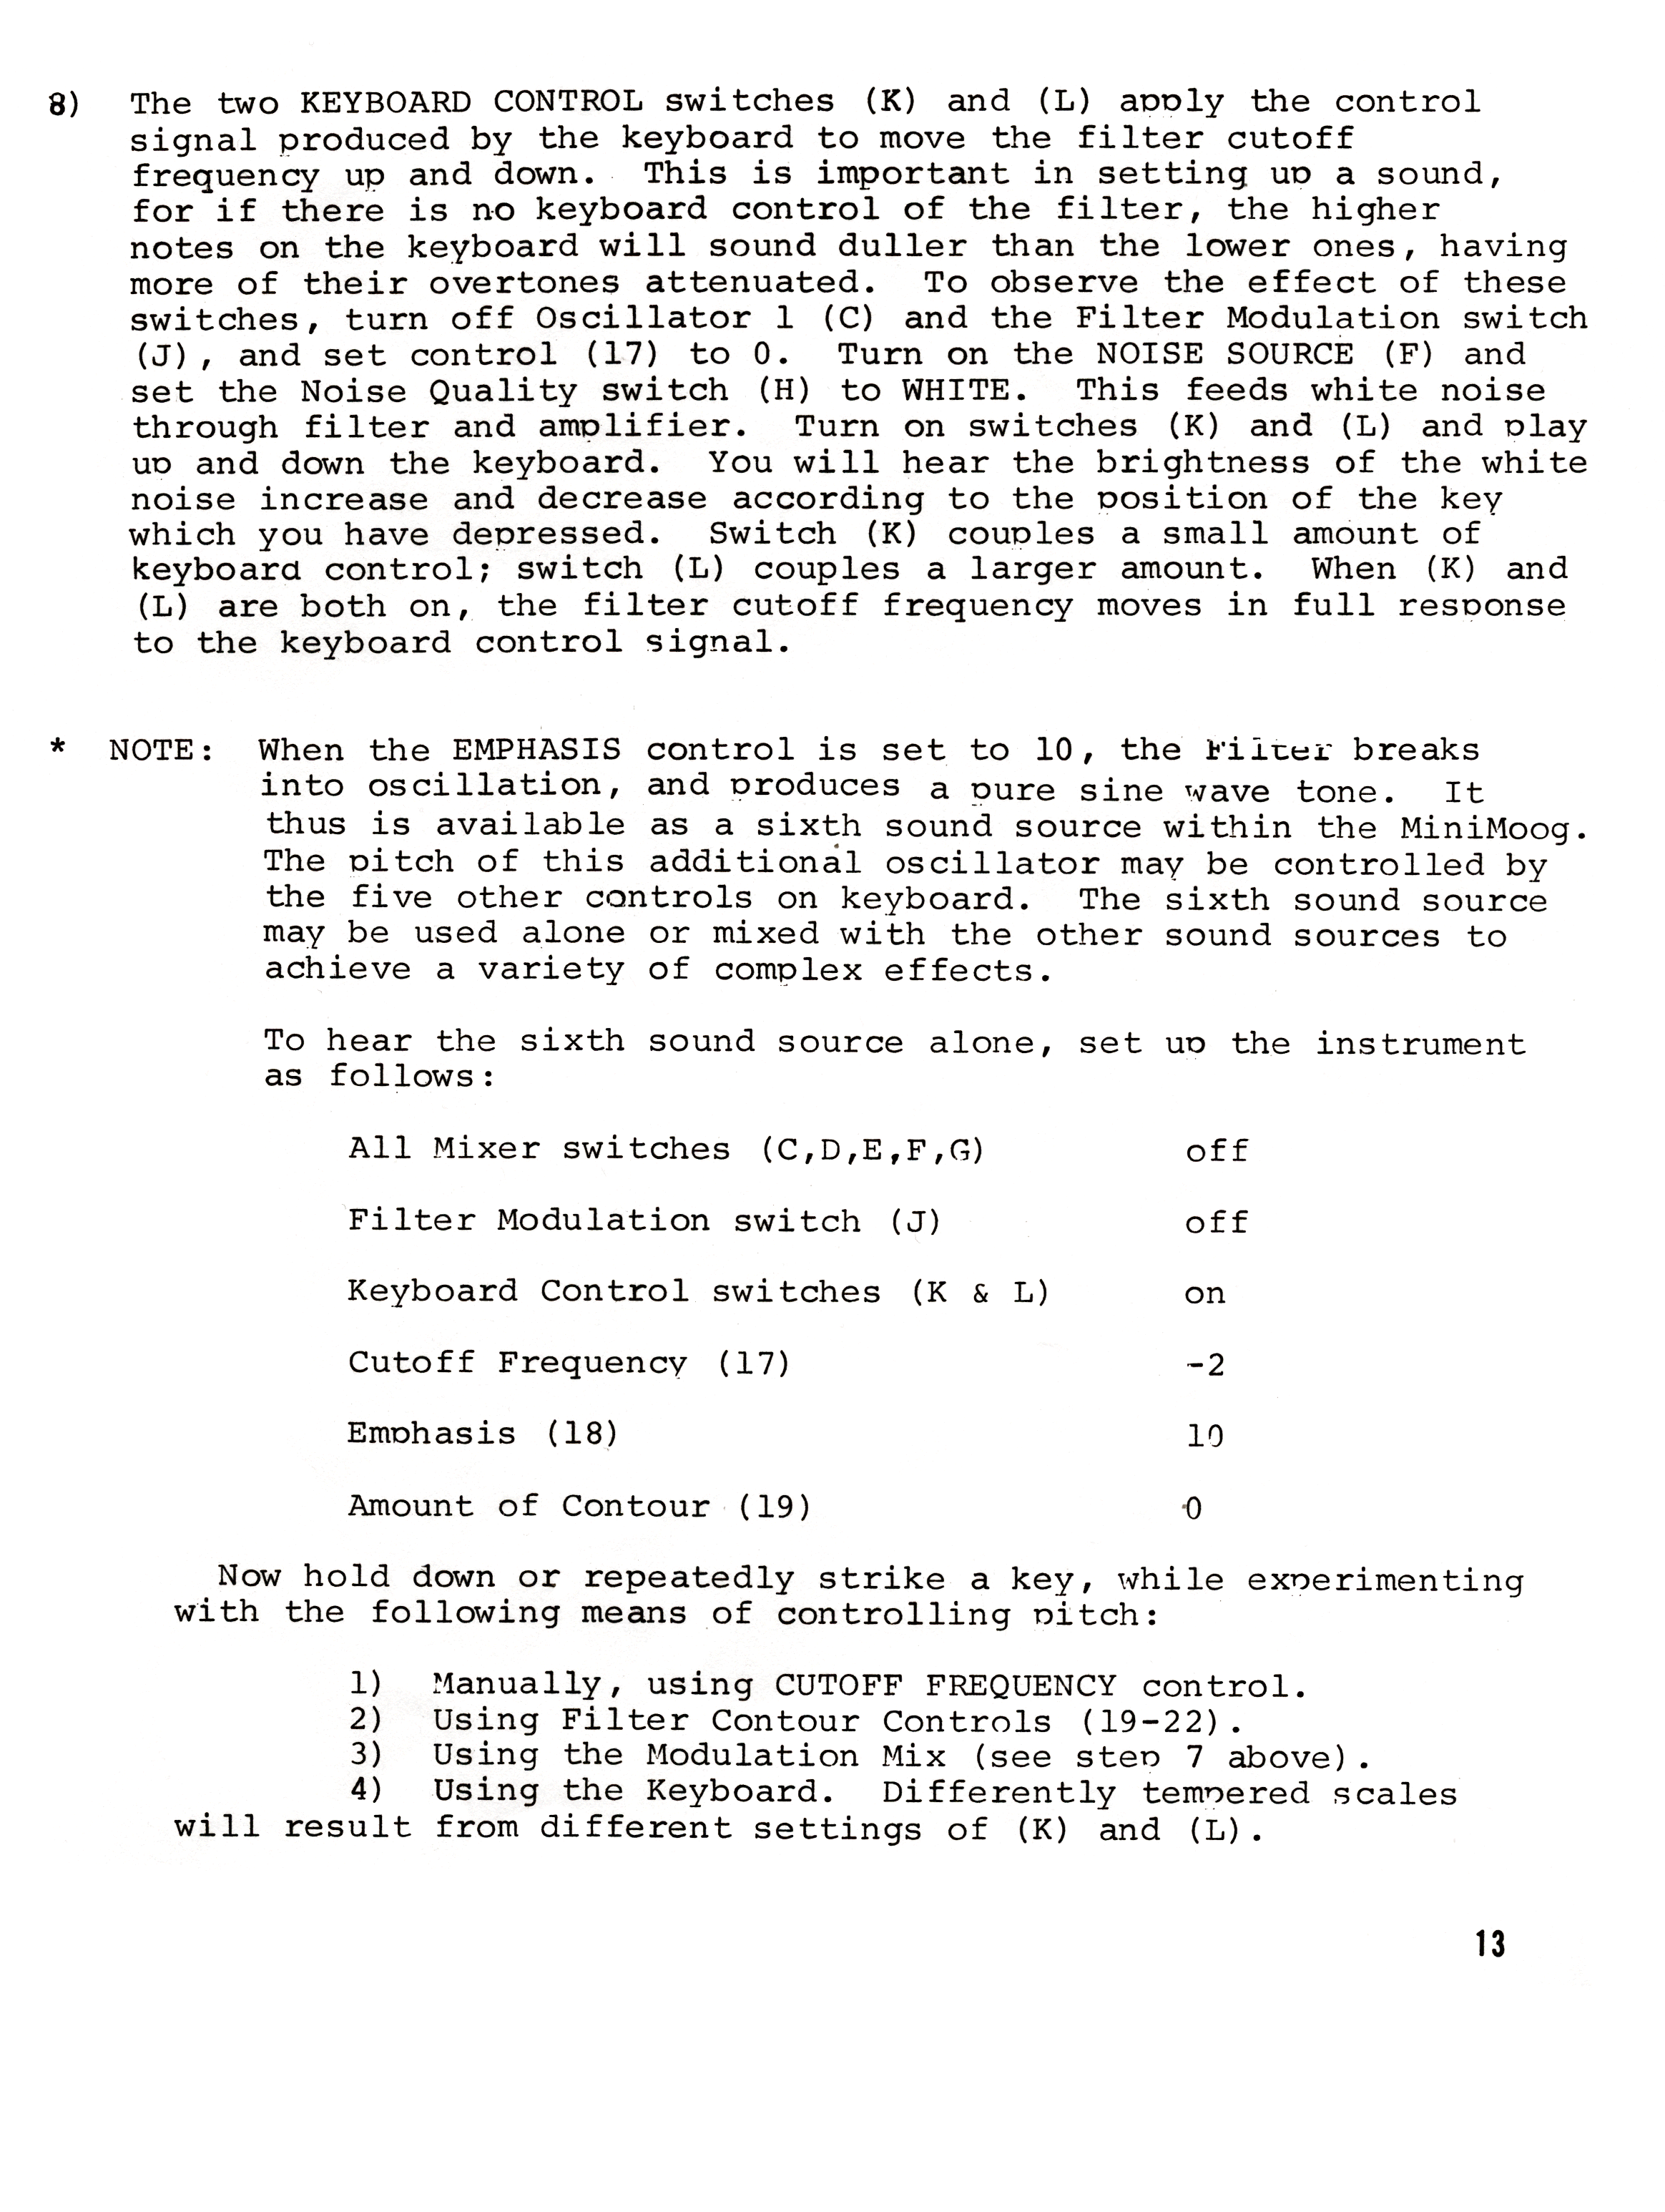 8) The two KEYBOARD CONTROL switches (K) and (L) apply the control
signal produced by the keyboard to move the filter cutoff
frequency up and down. This is important in setting up a sound,
for if there is no keyboard control of the filter, the higher
notes on the keyboard will sound duller than the lower ones, having
more of their overtones attenuated. To observe the effect of these
switches, turn off Oscillator 1 (C) and the Filter Modulation switch
(J), and set control (17) to 0. Turn on the NOISE SOURCE (F) and
set the Noise Quality switch (H) to WHITE. This feeds white noise
through filter and amplifier. Turn on switches (K) and (L) and play
up and down the keyboard. You will hear the brightness of the white
noise increase and decrease according to the position of the key
which you have depressed. Switch (K) couples a small amount of
keyboard control; switch (L) couples a larger amount. When (K) and
(L) are both on, the filter cutoff frequency moves in full response
to the keyboard control signal.
* NOTE: When the EMPHASIS control is set to 10, the Filter breaks
into oscillation, and produces a pure sine wave tone. It
thus is available as a sixth sound source within the MiniMoog.
The pitch of this additional oscillator may be controlled by
the five other controls on keyboard. The sixth sound source
may be used alone or mixed with the other sound sources to
achieve a variety of complex effects.
To hear the sixth sound source alone, set up the instrument
as follows:
All Mixer switches (C,D,E,F,G) off
Filter Modulation switch (J) off
Keyboard Control switches (K & L) on
Cutoff Frequency (17) -2
Emphasis (18) 10
Amount of Contour (19) 0
Now hold down or repeatedly strike a key, while experimenting
with the following means of controlling pitch:
1) Manually, using CUTOFF FREQUENCY control.
2) Using Filter Contour Controls (19-22).
3) Using the Modulation Mix (see step 7 above).
4) Using the Keyboard. Differently tempered scales
will result from different settings of (K) and (L).
13